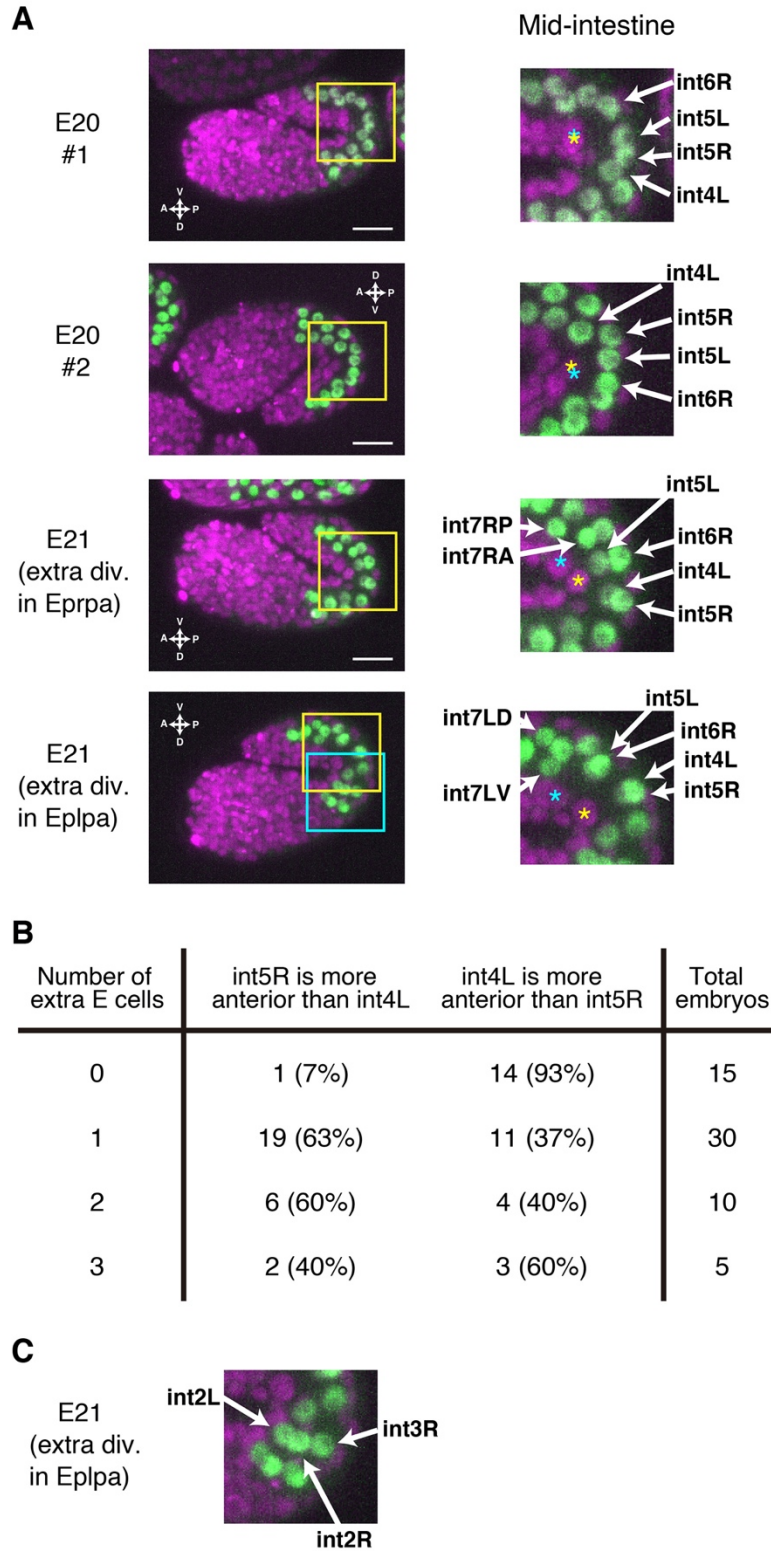 A
Mid-intestine
E20
#1
V
A P
D
int6R
int5L
int5R
int4L
E20
#2
D
A P
V
int4L
int5R
int5L
int6R
E21
(extra div.
in Eprpa)
V
A P
D
int7RP
int7RA
int5L
int6R
int4L
int5R
E21
(extra div.
in Eplpa)
V
A P
D
int7LD
int7LV
int5L
int6R
int4L
int5R
B
Number of extra E cells | int5R is more anterior than int4L | int4L is more anterior than int5R | Total embryos
0 1 (7%) 14 (93%) 15
1 19 (63%) 11 (37%) 30
2 6 (60%) 4 (40%) 10
3 2 (40%) 3 (60%) 5
C
E21
(extra div.
in Eplpa)
int2L
int3R
int2R